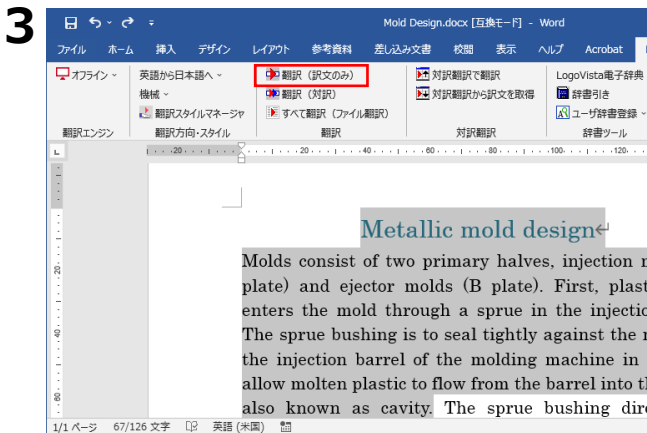 3
Mold Design.docx [互換モード] - Word
ファイル ホーム 挿入 デザイン レイアウト 参考資料 差し込み文書 校閲 表示 ヘルプ Acrobat
オフライン 英語から日本語へ 翻訳（訳文のみ） 対訳翻訳で翻訳 LogoVista電子辞典
機械 翻訳（対訳） 対訳翻訳から訳文を取得 辞書引き
翻訳スタイルマネージャ すべて翻訳（ファイル翻訳） ユーザ辞書登録
翻訳エンジン 翻訳方向・スタイル 翻訳 対訳翻訳 辞書ツール
20 20 40 60 80 100 120
Metallic mold design
Molds consist of two primary halves, injection
plate) and ejector molds (B plate). First, plast
enters the mold through a sprue in the injectio
The sprue bushing is to seal tightly against the
the injection barrel of the molding machine in
allow molten plastic to flow from the barrel into t
also known as cavity. The sprue bushing dir
20
40
60
1/1 ページ 67/126 文字 英語 (米国)